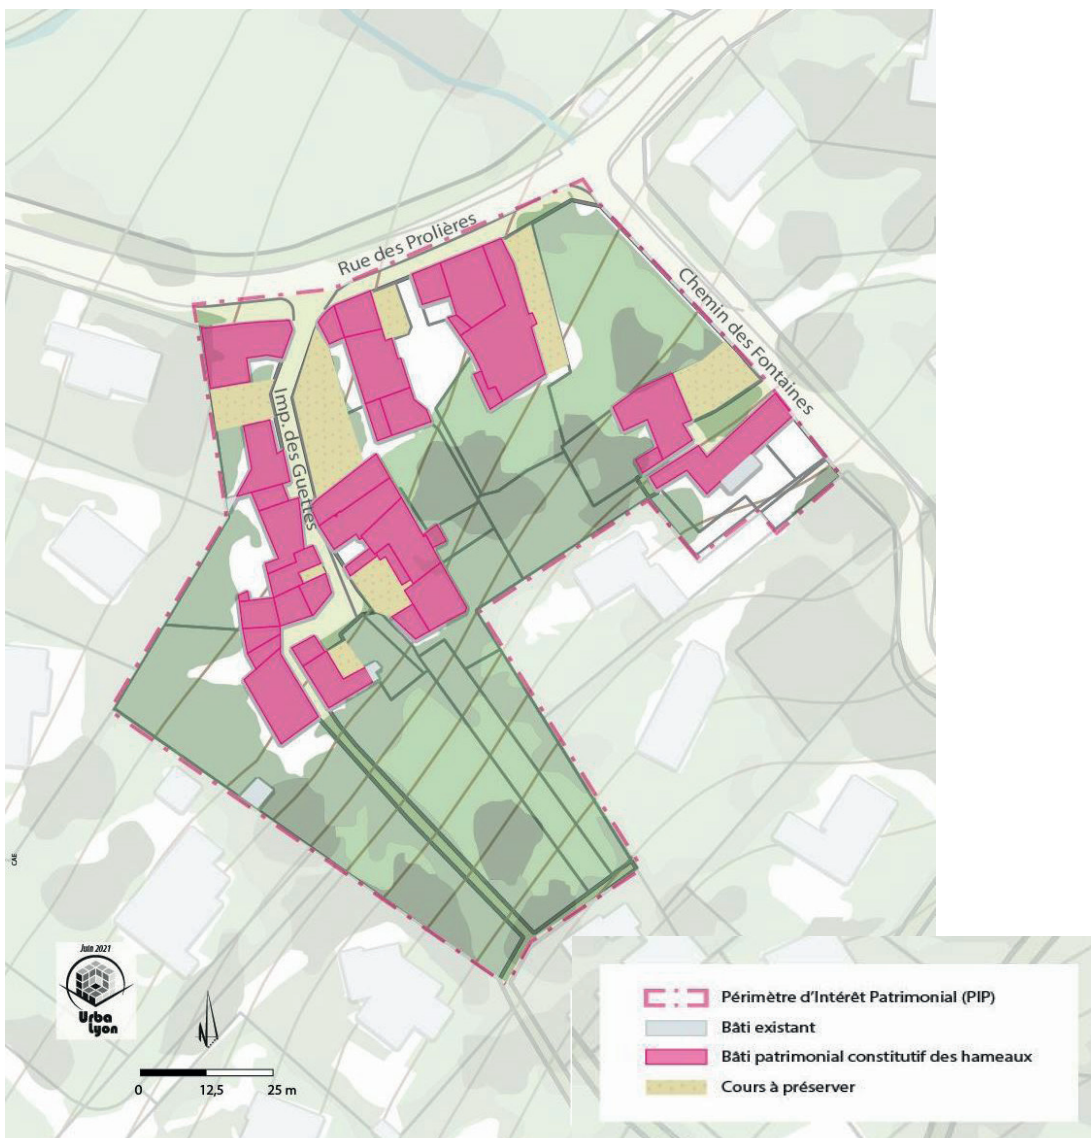 Rue des Prolières
Chemin des Fontaines
Imp. des Guettes
CAE
Juin 2021
Urba
Lyon
N
0 12,5 25 m
Périmètre d'Intérêt Patrimonial (PIP)
Bâti existant
Bâti patrimonial constitutif des hameaux
Cours à préserver